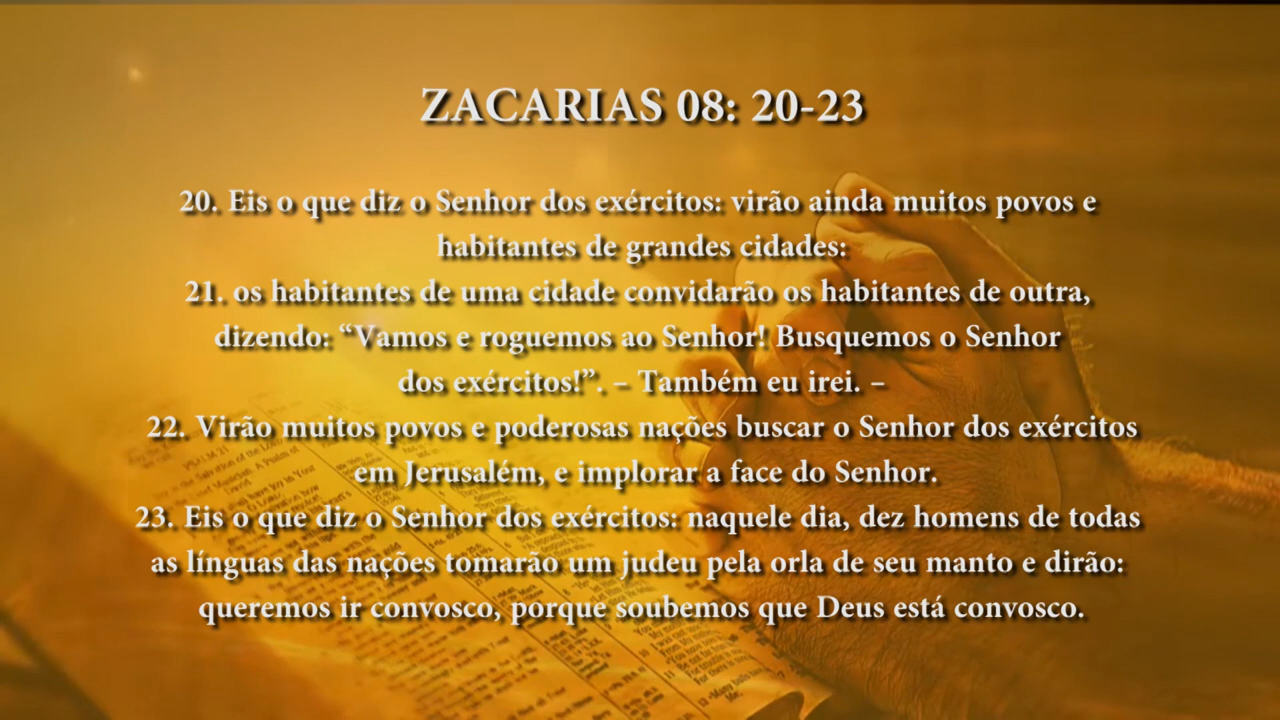 ZACARIAS 08: 20-23
20. Eis o que diz o Senhor dos exércitos: virão ainda muitos povos e
habitantes de grandes cidades:
21. os habitantes de uma cidade convidarão os habitantes de outra,
dizendo: “Vamos e roguemos ao Senhor! Busquemos o Senhor
dos exércitos!”. – Também eu irei. –
22. Virão muitos povos e poderosas nações buscar o Senhor dos exércitos
em Jerusalém, e implorar a face do Senhor.
23. Eis o que diz o Senhor dos exércitos: naquele dia, dez homens de todas
as línguas das nações tomarão um judeu pela orla de seu manto e dirão:
queremos ir convosco, porque soubemos que Deus está convosco.